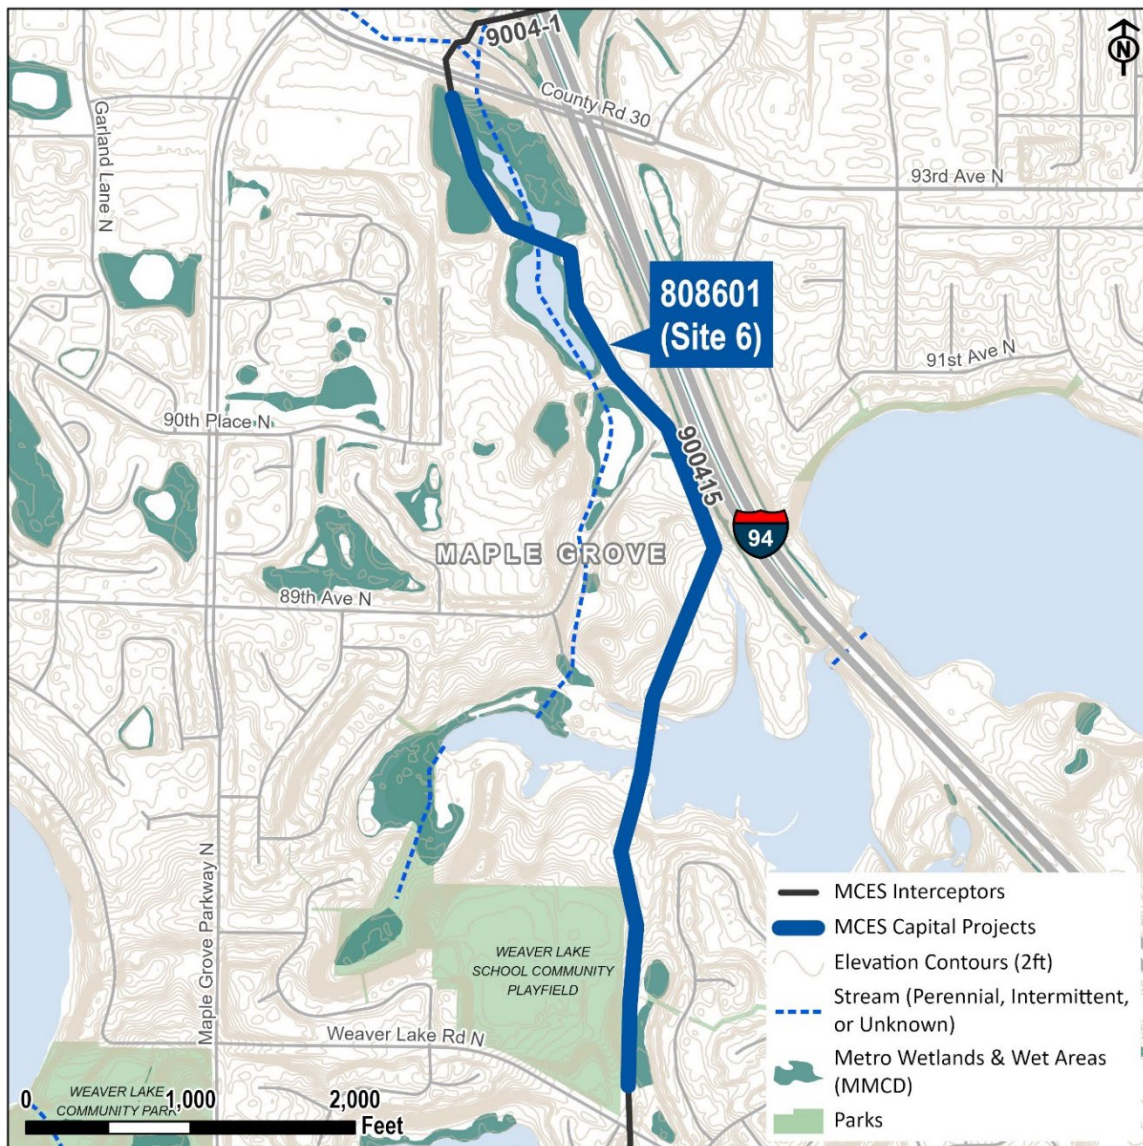 9004-1
N
County Rd 30
Garland Lane N
93rd Ave N
808601
(Site 6)
91st Ave N
90th Place N
900415
94
MAPLE GROVE
89th Ave N
Maple Grove Parkway N
WEAVER LAKE
SCHOOL COMMUNITY
PLAYFIELD
Weaver Lake Rd N
WEAVER LAKE
COMMUNITY PARK
0 1,000 2,000
Feet
MCES Interceptors
MCES Capital Projects
Elevation Contours (2ft)
Stream (Perennial, Intermittent,
or Unknown)
Metro Wetlands & Wet Areas
(MMCD)
Parks